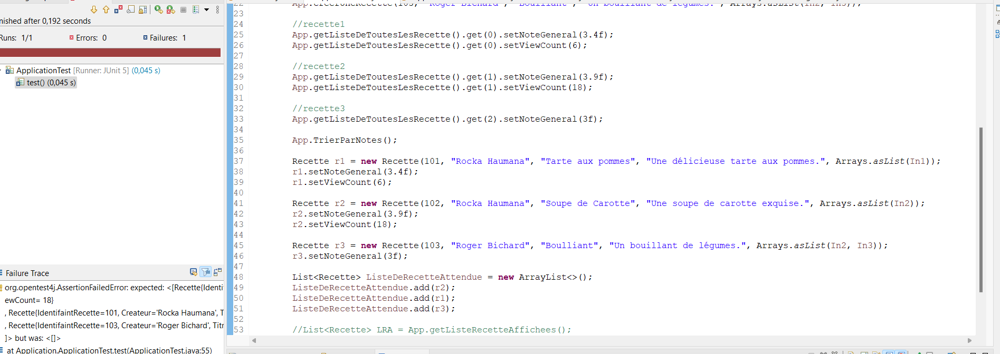 nished after 0,192 seconds
Runs: 1/1
Errors: 0
Failures: 1
ApplicationTest [Runner: JUnit 5] (0,045 s)
test() (0,045 s)
Failure Trace
org.opentest4j.AssertionFailedError: expected: <[Recette{Identi
ewCount= 18}
, Recette{IdentifaintRecette=101, Createur='Rocka Haumana', T
, Recette{IdentifaintRecette=103, Createur='Roger Bichard', Titr
]> but was: <[]>
at Application.ApplicationTest.test(ApplicationTest.java:55)
23
24 //recette1
25 App.getListeDeToutesLesRecette().get(0).setNoteGeneral(3.4f);
26 App.getListeDeToutesLesRecette().get(0).setViewCount(6);
27
28 //recette2
29 App.getListeDeToutesLesRecette().get(1).setNoteGeneral(3.9f);
30 App.getListeDeToutesLesRecette().get(1).setViewCount(18);
31
32 //recette3
33 App.getListeDeToutesLesRecette().get(2).setNoteGeneral(3f);
34
35 App.TrierParNotes();
36
37 Recette r1 = new Recette(101, "Rocka Haumana", "Tarte aux pommes", "Une délicieuse tarte aux pommes.", Arrays.asList(In1));
38 r1.setNoteGeneral(3.4f);
39 r1.setViewCount(6);
40
41 Recette r2 = new Recette(102, "Rocka Haumana", "Soupe de Carotte", "Une soupe de carotte exquise.", Arrays.asList(In2));
42 r2.setNoteGeneral(3.9f);
43 r2.setViewCount(18);
44
45 Recette r3 = new Recette(103, "Roger Bichard", "Boulliant", "Un bouillant de légumes.", Arrays.asList(In2, In3));
46 r3.setNoteGeneral(3f);
47
48 List<Recette> ListeDeRecetteAttendue = new ArrayList<>();
49 ListeDeRecetteAttendue.add(r2);
50 ListeDeRecetteAttendue.add(r1);
51 ListeDeRecetteAttendue.add(r3);
52
53 //List<Recette> LRA = App.getListeRecetteAffichees();